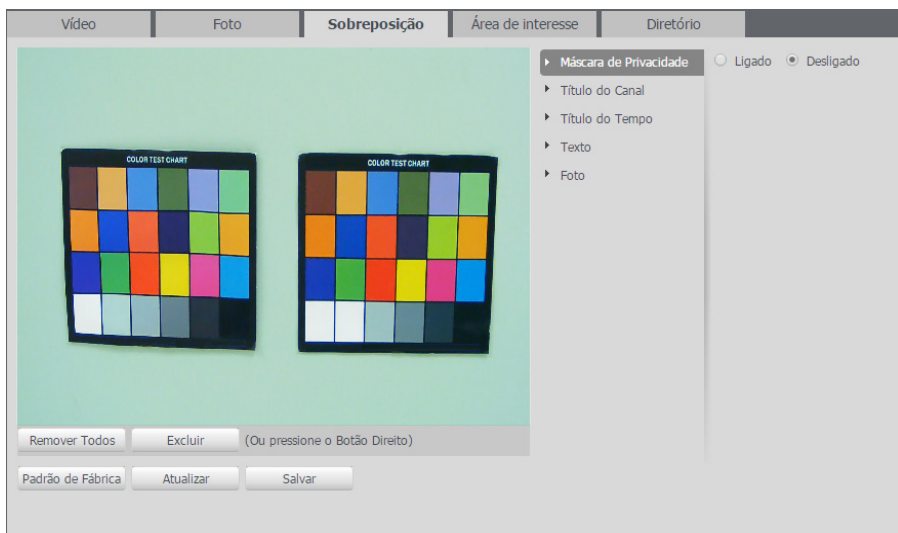 Vídeo
Foto
Sobreposição
Área de interesse
Diretório
Máscara de Privacidade
Ligado
Desligado
Título do Canal
Título do Tempo
Texto
Foto
COLOR TEST CHART
COLOR TEST CHART
Remover Todos
Excluir
(Ou pressione o Botão Direito)
Padrão de Fábrica
Atualizar
Salvar